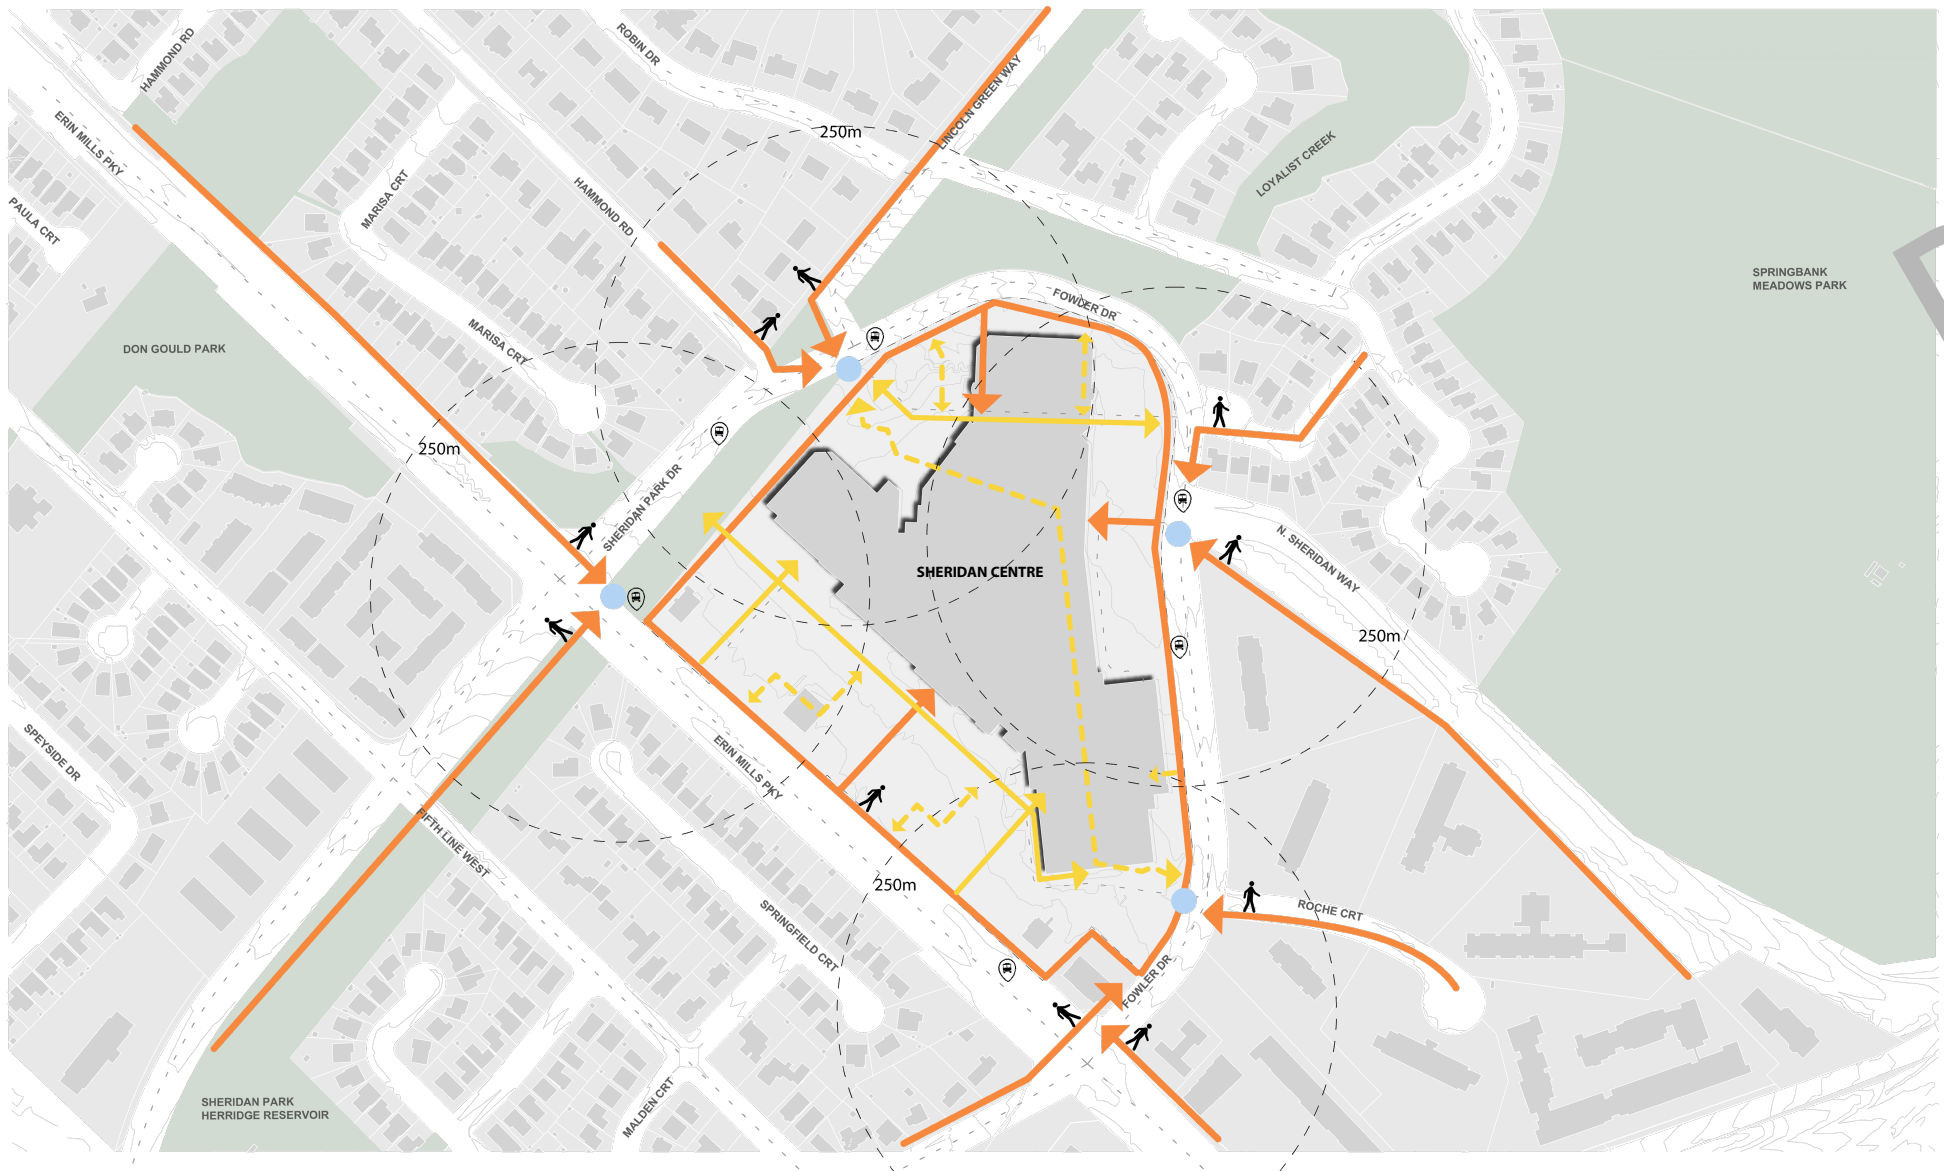 HAMMOND RD
ROBIN DR
LINCOLN GREEN WAY
250m
ERIN MILLS PKY
MARISA CRT
HAMMOND RD
LOYALIST CREEK
PAULA CRT
SPRINGBANK
MEADOWS PARK
FOWLER DR
MARISA CRT
DON GOULD PARK
250m
SHERIDAN PARK DR
N. SHERIDAN WAY
SHERIDAN CENTRE
250m
SPEYSIDE DR
ERIN MILLS PKY
FIFTH LINE WEST
250m
SPRINGFIELD CRT
ROCHE CRT
FOWLER DR
SHERIDAN PARK
HERRIDGE RESERVOIR
MALDEN CRT